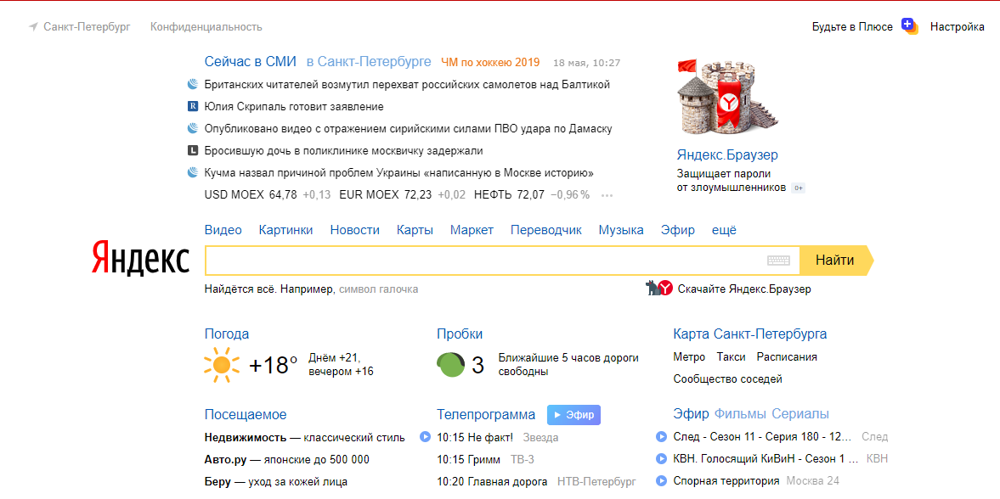 Санкт-Петербург Конфиденциальность Будьте в Плюсе Настройка
Сейчас в СМИ в Санкт-Петербурге ЧМ по хоккею 2019 18 мая, 10:27
Британских читателей возмутил перехват российских самолетов над Балтикой
R Юлия Скрипаль готовит заявление
Опубликовано видео с отражением сирийскими силами ПВО удара по Дамаску
L Бросившую дочь в поликлинике москвичку задержали
Кучма назвал причиной проблем Украины «написанную в Москве историю»
USD MOEX 64,78 +0,13 EUR MOEX 72,23 +0,02 НЕФТЬ 72,07 −0,96 % ···
Яндекс.Браузер
Защищает пароли
от злоумышленников 0+
Видео Картинки Новости Карты Маркет Переводчик Музыка Эфир ещё
Яндекс Найти
Найдётся всё. Например, символ галочка Скачайте Яндекс.Браузер
Погода
+18° Днём +21,
вечером +16
Пробки
3 Ближайшие 5 часов дороги
свободны
Карта Санкт-Петербурга
Метро Такси Расписания
Сообщество соседей
Посещаемое
Недвижимость — классический стиль
Авто.ру — японские до 500 000
Беру — уход за кожей лица
Телепрограмма Эфир
10:15 Не факт! Звезда
10:15 Гримм ТВ-3
10:20 Главная дорога НТВ-Петербург
Эфир Фильмы Сериалы
След - Сезон 11 - Серия 180 - 12... След
КВН. Голосящий КиВиН - Сезон 1 ... КВН
Спорная территория Москва 24